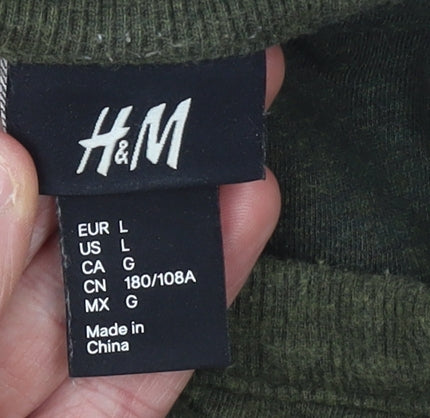 H&M
EUR L
US L
CA G
CN 180/108A
MX G
Made in
China